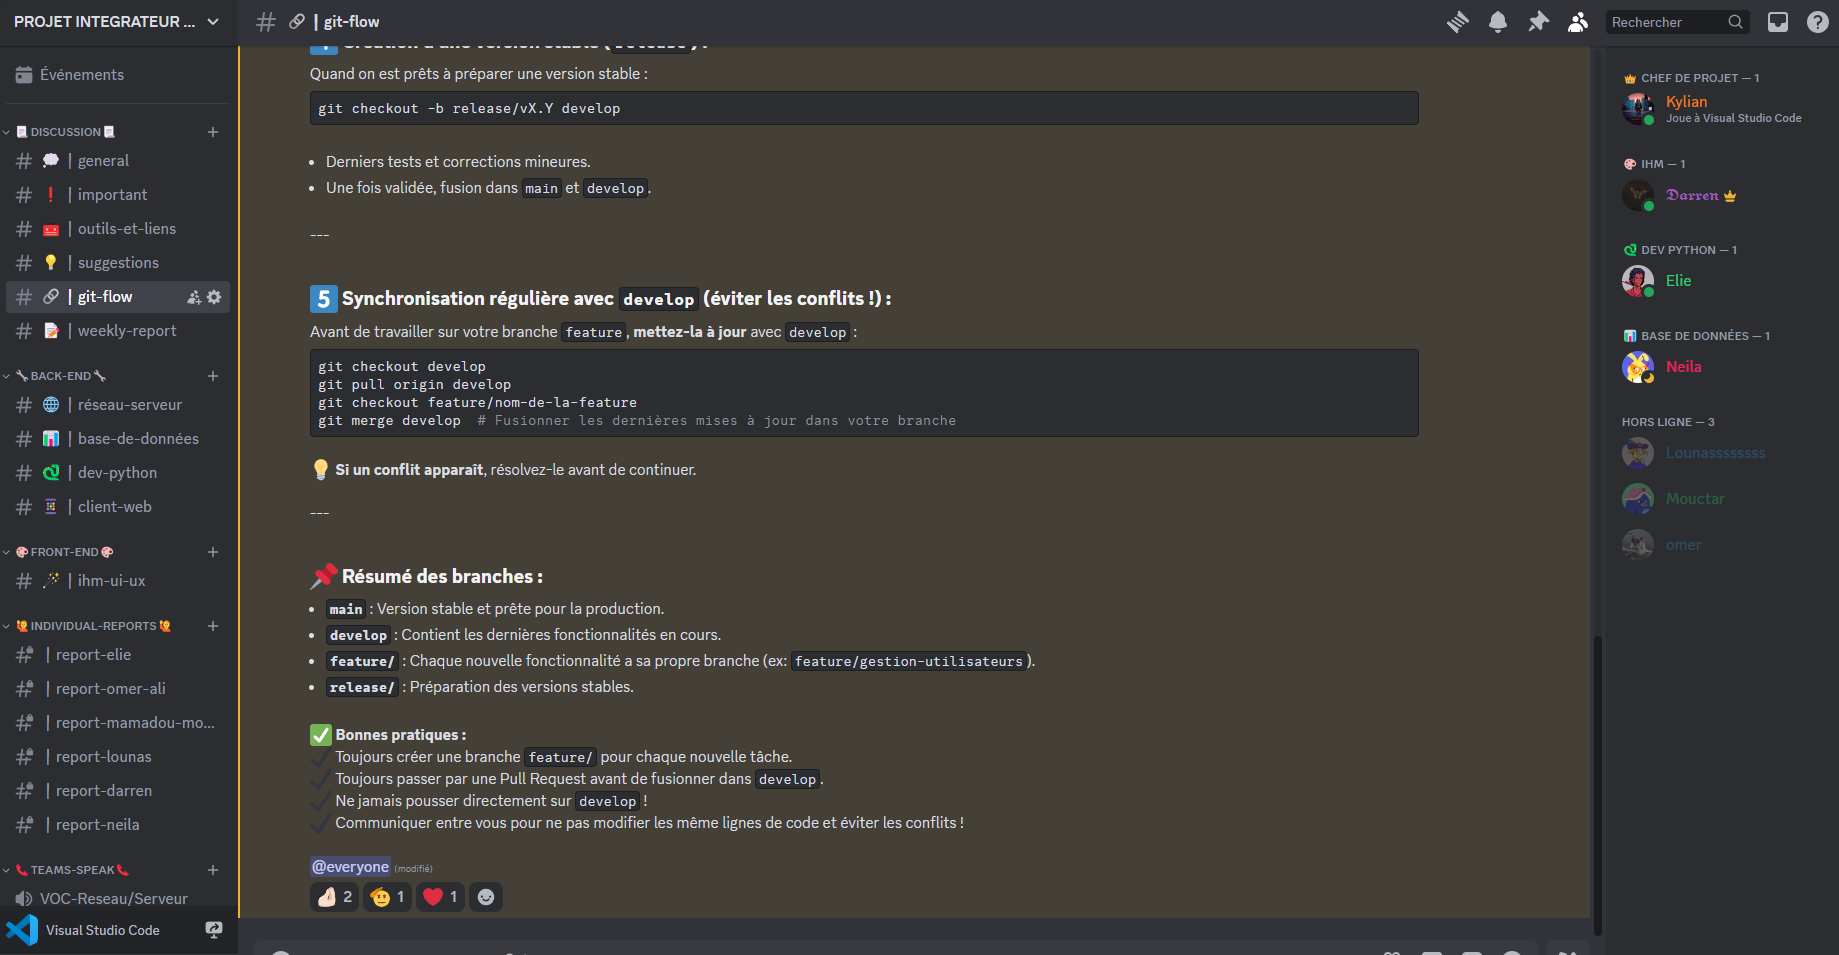 PROJET INTEGRATEUR ...
Événements
DISCUSSION
| general
| important
| outils-et-liens
| suggestions
| git-flow
| weekly-report
BACK-END
| réseau-serveur
| base-de-données
| dev-python
| client-web
FRONT-END
| ihm-ui-ux
INDIVIDUAL-REPORTS
| report-elie
| report-omer-ali
| report-mamadou-mo...
| report-lounas
| report-darren
| report-neila
TEAMS-SPEAK
VOC-Reseau/Serveur
Visual Studio Code
| git-flow
Rechercher
Création d'une version stable (release) :
Quand on est prêts à préparer une version stable :
git checkout -b release/vX.Y develop
• Derniers tests et corrections mineures.
• Une fois validée, fusion dans main et develop.
---
5 Synchronisation régulière avec develop (éviter les conflits !) :
Avant de travailler sur votre branche feature, mettez-la à jour avec develop :
git checkout develop
git pull origin develop
git checkout feature/nom-de-la-feature
git merge develop  # Fusionner les dernières mises à jour dans votre branche
Si un conflit apparaît, résolvez-le avant de continuer.
---
Résumé des branches :
• main : Version stable et prête pour la production.
• develop : Contient les dernières fonctionnalités en cours.
• feature/ : Chaque nouvelle fonctionnalité a sa propre branche (ex: feature/gestion-utilisateurs).
• release/ : Préparation des versions stables.
Bonnes pratiques :
Toujours créer une branche feature/ pour chaque nouvelle tâche.
Toujours passer par une Pull Request avant de fusionner dans develop.
Ne jamais pousser directement sur develop !
Communiquer entre vous pour ne pas modifier les même lignes de code et éviter les conflits !
@everyone (modifié)
2 1 1
CHEF DE PROJET — 1
Kylian
Joue à Visual Studio Code
IHM — 1
Darren
DEV PYTHON — 1
Elie
BASE DE DONNÉES — 1
Neila
HORS LIGNE — 3
Lounasssssss
Mouctar
omer